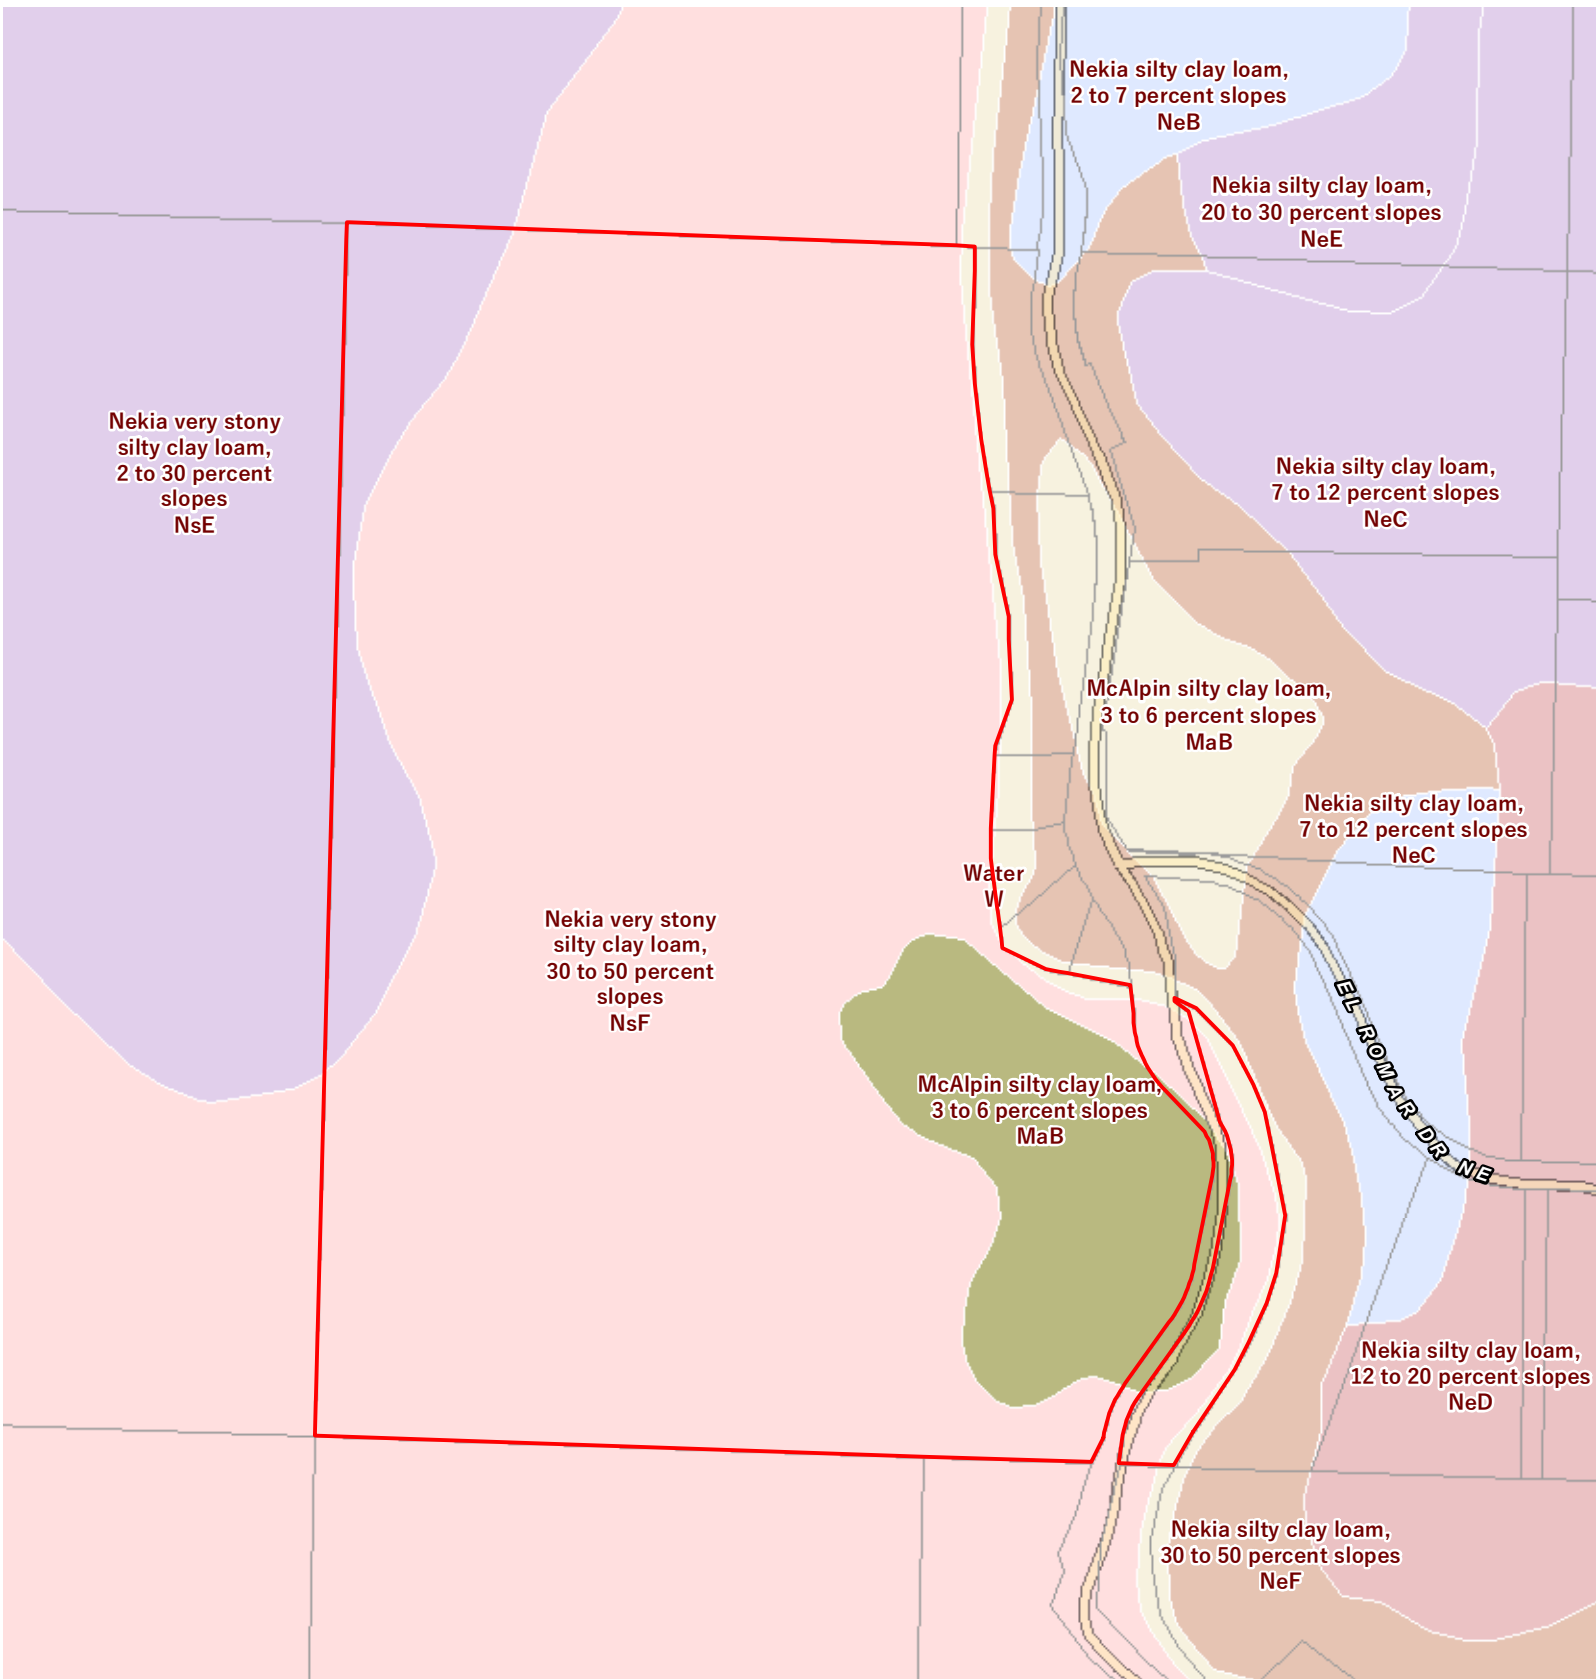 Nekia silty clay loam,
2 to 7 percent slopes
NeB
Nekia silty clay loam,
20 to 30 percent slopes
NeE
Nekia very stony
silty clay loam,
2 to 30 percent
slopes
NsE
Nekia silty clay loam,
7 to 12 percent slopes
NeC
McAlpin silty clay loam,
3 to 6 percent slopes
MaB
Nekia silty clay loam,
7 to 12 percent slopes
NeC
Water
W
Nekia very stony
silty clay loam,
30 to 50 percent
slopes
NsF
EL ROMAR DR NE
McAlpin silty clay loam,
3 to 6 percent slopes
MaB
Nekia silty clay loam,
12 to 20 percent slopes
NeD
Nekia silty clay loam,
30 to 50 percent slopes
NeF